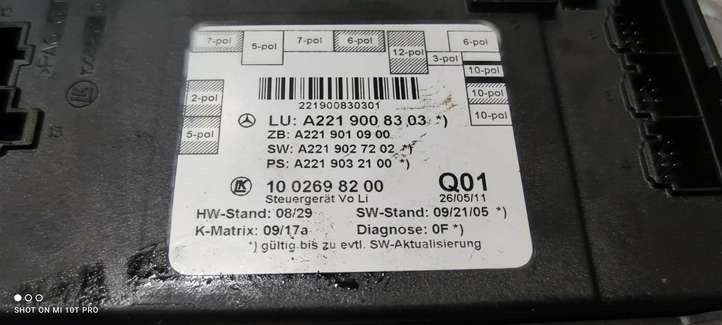 7-pol
5-pol
7-pol
6-pol
12-pol
3-pol
6-pol
10-pol
2-pol
10-pol
10-pol
5-pol
221900830301
LU: A221 900 83 03 *)
ZB: A221 901 09 00
SW: A221 902 72 02 *)
PS: A221 903 21 00 *)
10 0269 82 00
Q01
Steuergerät Vo Li
26/05/11
HW-Stand: 08/29
SW-Stand: 09/21/05 *)
K-Matrix: 09/17a
Diagnose: 0F *)
*) gültig bis zu evtl. SW-Aktualisierung
SHOT ON MI 10T PRO